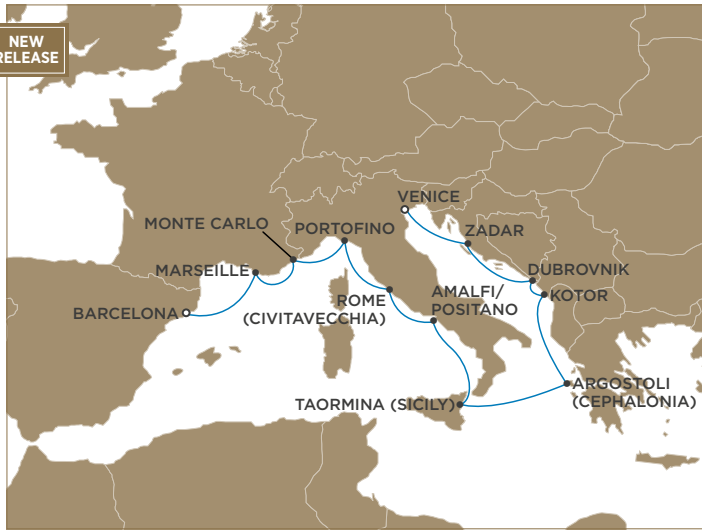 NEW
RELEASE
VENICE
MONTE CARLO
PORTOFINO
ZADAR
MARSEILLE
DUBROVNIK
ROME
(CIVITAVECCHIA)
AMALFI/
POSITANO
KOTOR
BARCELONA
TAORMINA (SICILY)
ARGOSTOLI
(CEPHALONIA)